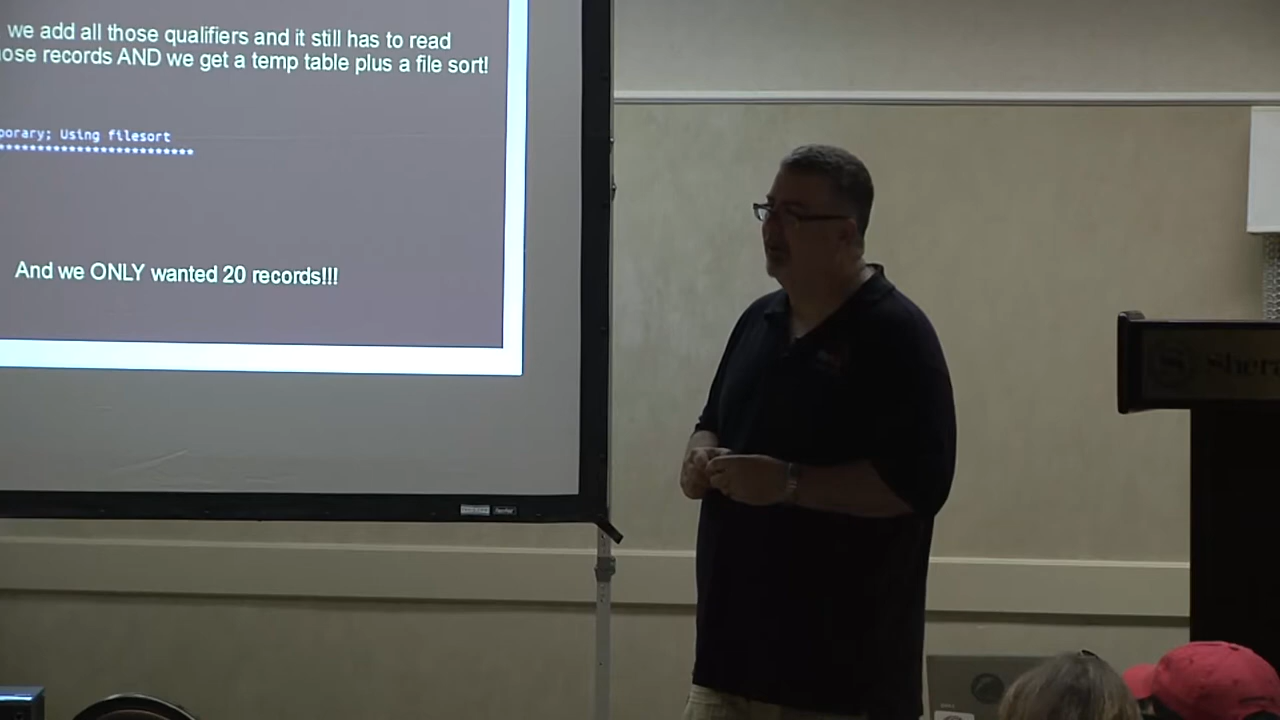 we add all those qualifiers and it still has to read
ose records AND we get a temp table plus a file sort!
porary; Using filesort
*************************
And we ONLY wanted 20 records!!!
Sher